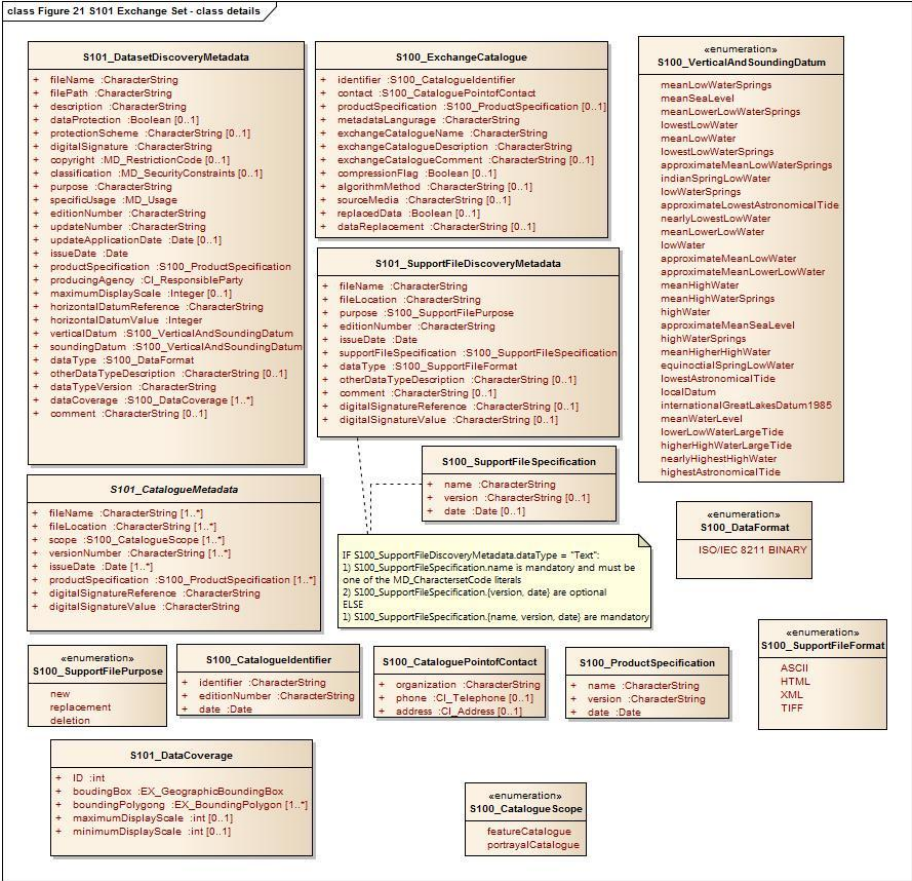 class Figure 21 S101 Exchange Set - class details
S101_DatasetDiscoveryMetadata
+ fileName :CharacterString
+ filePath :CharacterString
+ description :CharacterString
+ dataProtection :Boolean [0..1]
+ protectionScheme :CharacterString [0..1]
+ digitalSignature :CharacterString
+ copyright :MD_RestrictionCode [0..1]
+ classification :MD_SecurityConstraints [0..1]
+ purpose :CharacterString
+ specificUsage :MD_Usage
+ editionNumber :CharacterString
+ updateNumber :CharacterString
+ updateApplicationDate :Date [0..1]
+ issueDate :Date
+ productSpecification :S100_ProductSpecification
+ producingAgency :CI_ResponsibleParty
+ maximumDisplayScale :Integer [0..1]
+ horizontalDatumReference :CharacterString
+ horizontalDatumValue :Integer
+ verticalDatum :S100_VerticalAndSoundingDatum
+ soundingDatum :S100_VerticalAndSoundingDatum
+ dataType :S100_DataFormat
+ otherDataTypeDescription :CharacterString [0..1]
+ dataTypeVersion :CharacterString
+ dataCoverage :S100_DataCoverage [1..*]
+ comment :CharacterString [0..1]
S100_ExchangeCatalogue
+ identifier :S100_CatalogueIdentifier
+ contact :S100_CataloguePointofContact
+ productSpecification :S100_ProductSpecification [0..1]
+ metadataLangurage :CharacterString
+ exchangeCatalogueName :CharacterString
+ exchangeCatalogueDescription :CharacterString
+ exchangeCatalogueComment :CharacterString [0..1]
+ compressionFlag :Boolean [0..1]
+ algorithmMethod :CharacterString [0..1]
+ sourceMedia :CharacterString [0..1]
+ replacedData :Boolean [0..1]
+ dataReplacement :CharacterString [0..1]
«enumeration»
S100_VerticalAndSoundingDatum
meanLowWaterSprings
meanSeaLevel
meanLowerLowWaterSprings
lowestLowWater
meanLowWater
lowestLowWaterSprings
approximateMeanLowWaterSprings
indianSpringLowWater
lowWaterSprings
approximateLowestAstronomicalTide
nearlyLowestLowWater
meanLowerLowWater
lowWater
approximateMeanLowWater
approximateMeanLowerLowWater
meanHighWater
meanHighWaterSprings
highWater
approximateMeanSeaLevel
highWaterSprings
meanHigherHighWater
equinoctialSpringLowWater
lowestAstronomicalTide
localDatum
internationalGreatLakesDatum1985
meanWaterLevel
lowerLowWaterLargeTide
higherHighWaterLargeTide
nearlyHighestHighWater
highestAstronomicalTide
S101_SupportFileDiscoveryMetadata
+ fileName :CharacterString
+ fileLocation :CharacterString
+ purpose :S100_SupportFilePurpose
+ editionNumber :CharacterString
+ issueDate :Date
+ supportFileSpecification :S100_SupportFileSpecification
+ dataType :S100_SupportFileFormat
+ otherDataTypeDescription :CharacterString [0..1]
+ comment :CharacterString [0..1]
+ digitalSignatureReference :CharacterString [0..1]
+ digitalSignatureValue :CharacterString [0..1]
S100_SupportFileSpecification
+ name :CharacterString
+ version :CharacterString [0..1]
+ date :Date [0..1]
S101_CatalogueMetadata
+ fileName :CharacterString [1..*]
+ fileLocation :CharacterString [1..*]
+ scope :S100_CatalogueScope [1..*]
+ versionNumber :CharacterString [1..*]
+ issueDate :Date [1..*]
+ productSpecification :S100_ProductSpecification [1..*]
+ digitalSignatureReference :CharacterString
+ digitalSignatureValue :CharacterString
IF S100_SupportFileDiscoveryMetadata.dataType = "Text":
1) S100_SupportFileSpecification.name is mandatory and must be
one of the MD_CharactersetCode literals
2) S100_SupportFileSpecification.{version, date} are optional
ELSE
1) S100_SupportFileSpecification.{name, version, date} are mandatory
«enumeration»
S100_DataFormat
ISO/IEC 8211 BINARY
«enumeration»
S100_SupportFilePurpose
new
replacement
deletion
S100_CatalogueIdentifier
+ identifier :CharacterString
+ editionNumber :CharacterString
+ date :Date
S100_CataloguePointofContact
+ organization :CharacterString
+ phone :CI_Telephone [0..1]
+ address :CI_Address [0..1]
S100_ProductSpecification
+ name :CharacterString
+ version :CharacterString
+ date :Date
«enumeration»
S100_SupportFileFormat
ASCII
HTML
XML
TIFF
S101_DataCoverage
+ ID :int
+ boudingBox :EX_GeographicBoundingBox
+ boundingPolygong :EX_BoundingPolygon [1..*]
+ maximumDisplayScale :int [0..1]
+ minimumDisplayScale :int [0..1]
«enumeration»
S100_CatalogueScope
featureCatalogue
portrayalCatalogue